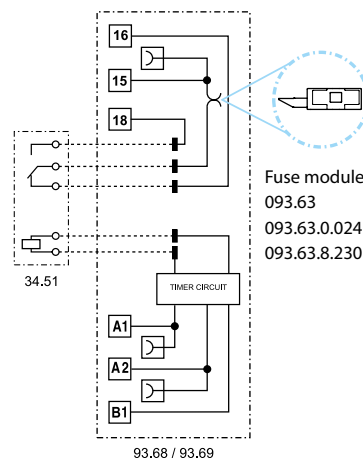 16
15
18
34.51
TIMER CIRCUIT
A1
A2
B1
93.68 / 93.69
Fuse module
093.63
093.63.0.024
093.63.8.230